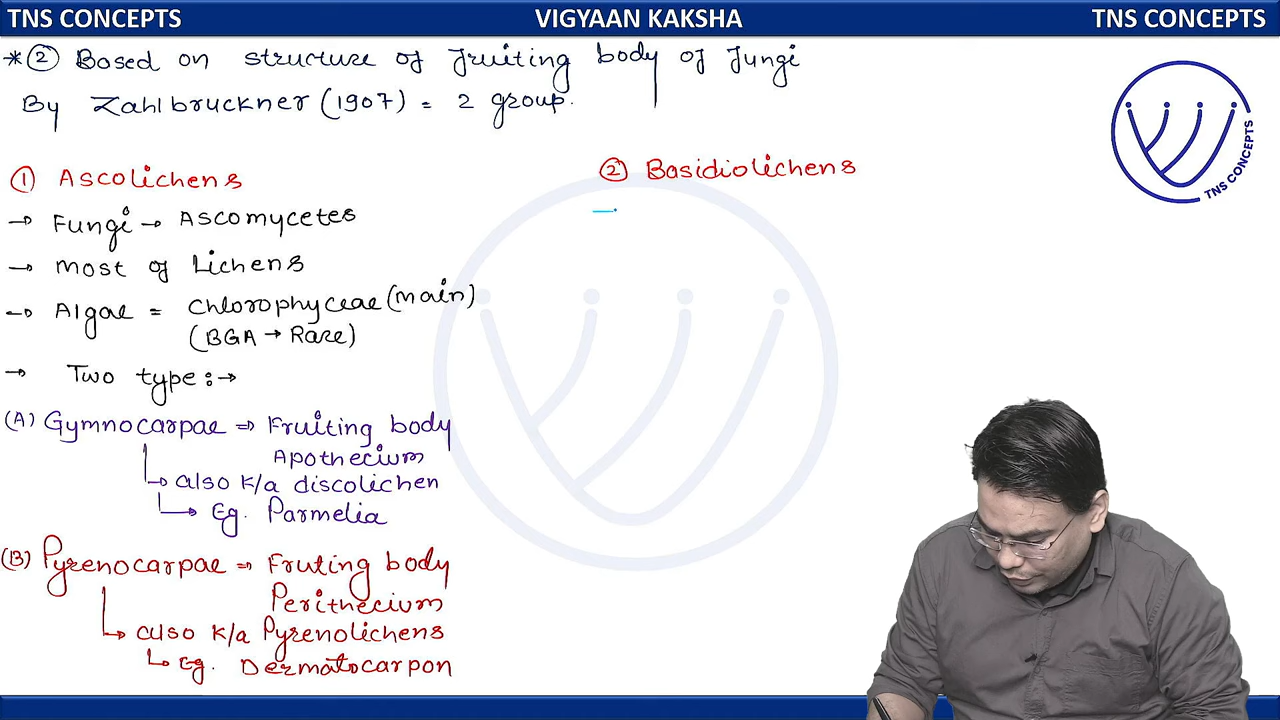 TNS CONCEPTS VIGYAAN KAKSHA TNS CONCEPTS
*② Based on structure of fruiting body of fungi
By Zahlbruckner (1907) = 2 group.
TNS CONCEPTS
① Ascolichens
→ Fungi → Ascomycetes
→ most of Lichens
→ Algae = Chlorophyceae (main)
(BGA → Rare)
→ Two type :→
(A) Gymnocarpae ⇒ Fruiting body
Apothecium
↳ also k/a discolichen
↳ Eg. Parmelia
(B) Pyrenocarpae ⇒ Fruting body
Perithecium
↳ also k/a Pyrenolichens
↳ Eg. Dermatocarpon
② Basidiolichens
TNS CONCEPTS